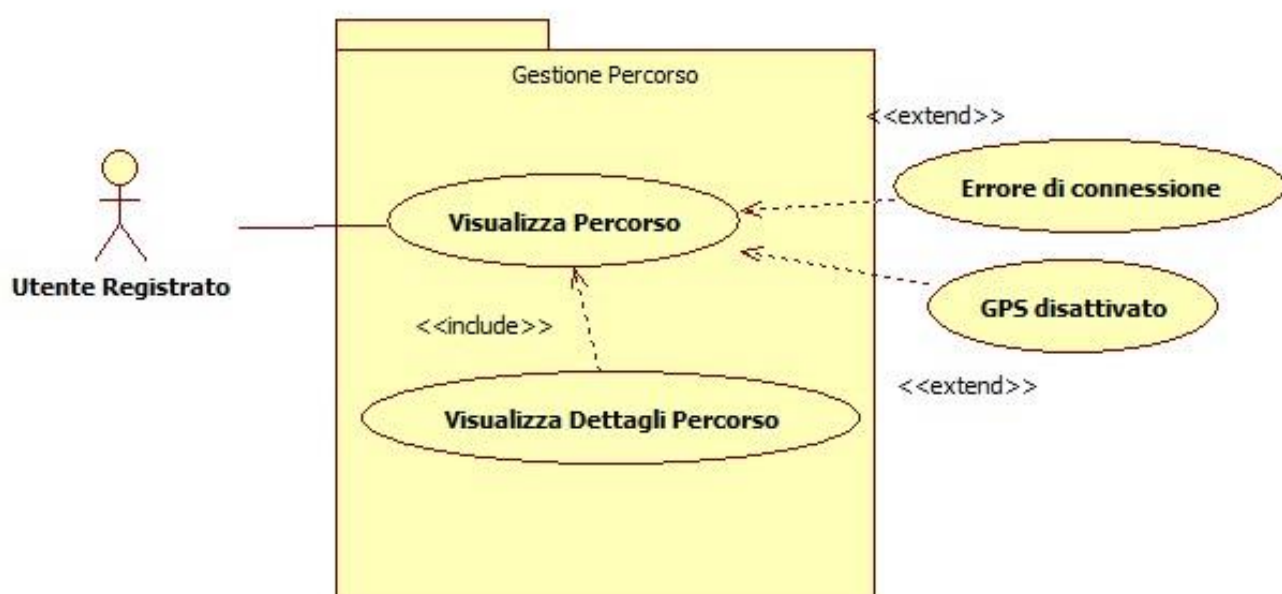 Gestione Percorso
<<extend>>
Errore di connessione
Visualizza Percorso
Utente Registrato
GPS disattivato
<<include>>
<<extend>>
Visualizza Dettagli Percorso